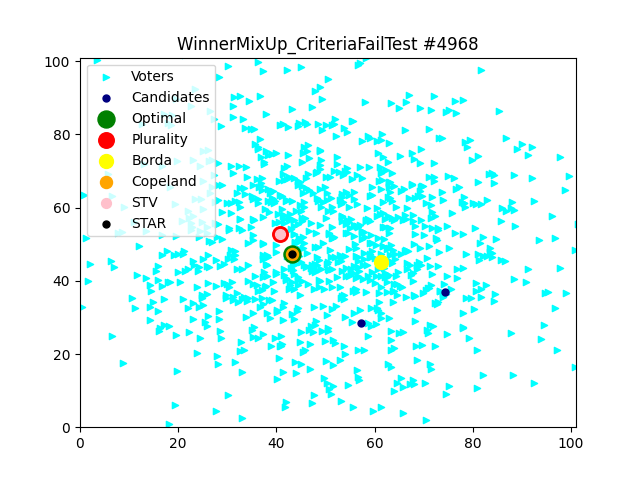 WinnerMixUp_CriteriaFailTest #4968
100
80
60
40
20
0
Voters
Candidates
Optimal
Plurality
Borda
Copeland
STV
STAR
0 20 40 60 80 100